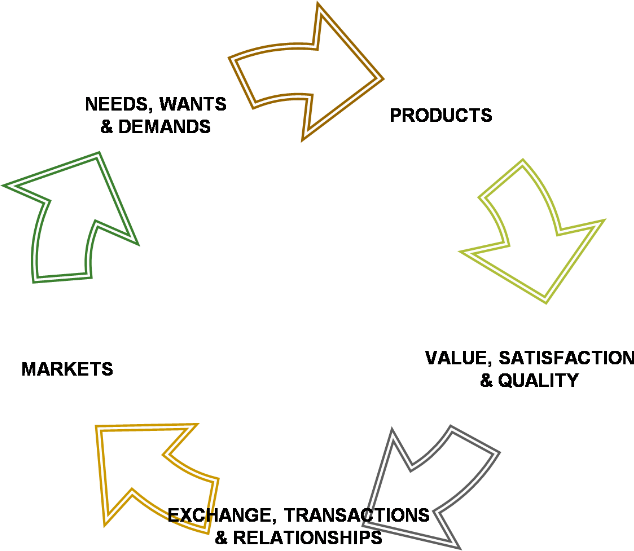 NEEDS, WANTS
& DEMANDS
PRODUCTS
VALUE, SATISFACTION
& QUALITY
EXCHANGE, TRANSACTIONS
& RELATIONSHIPS
MARKETS